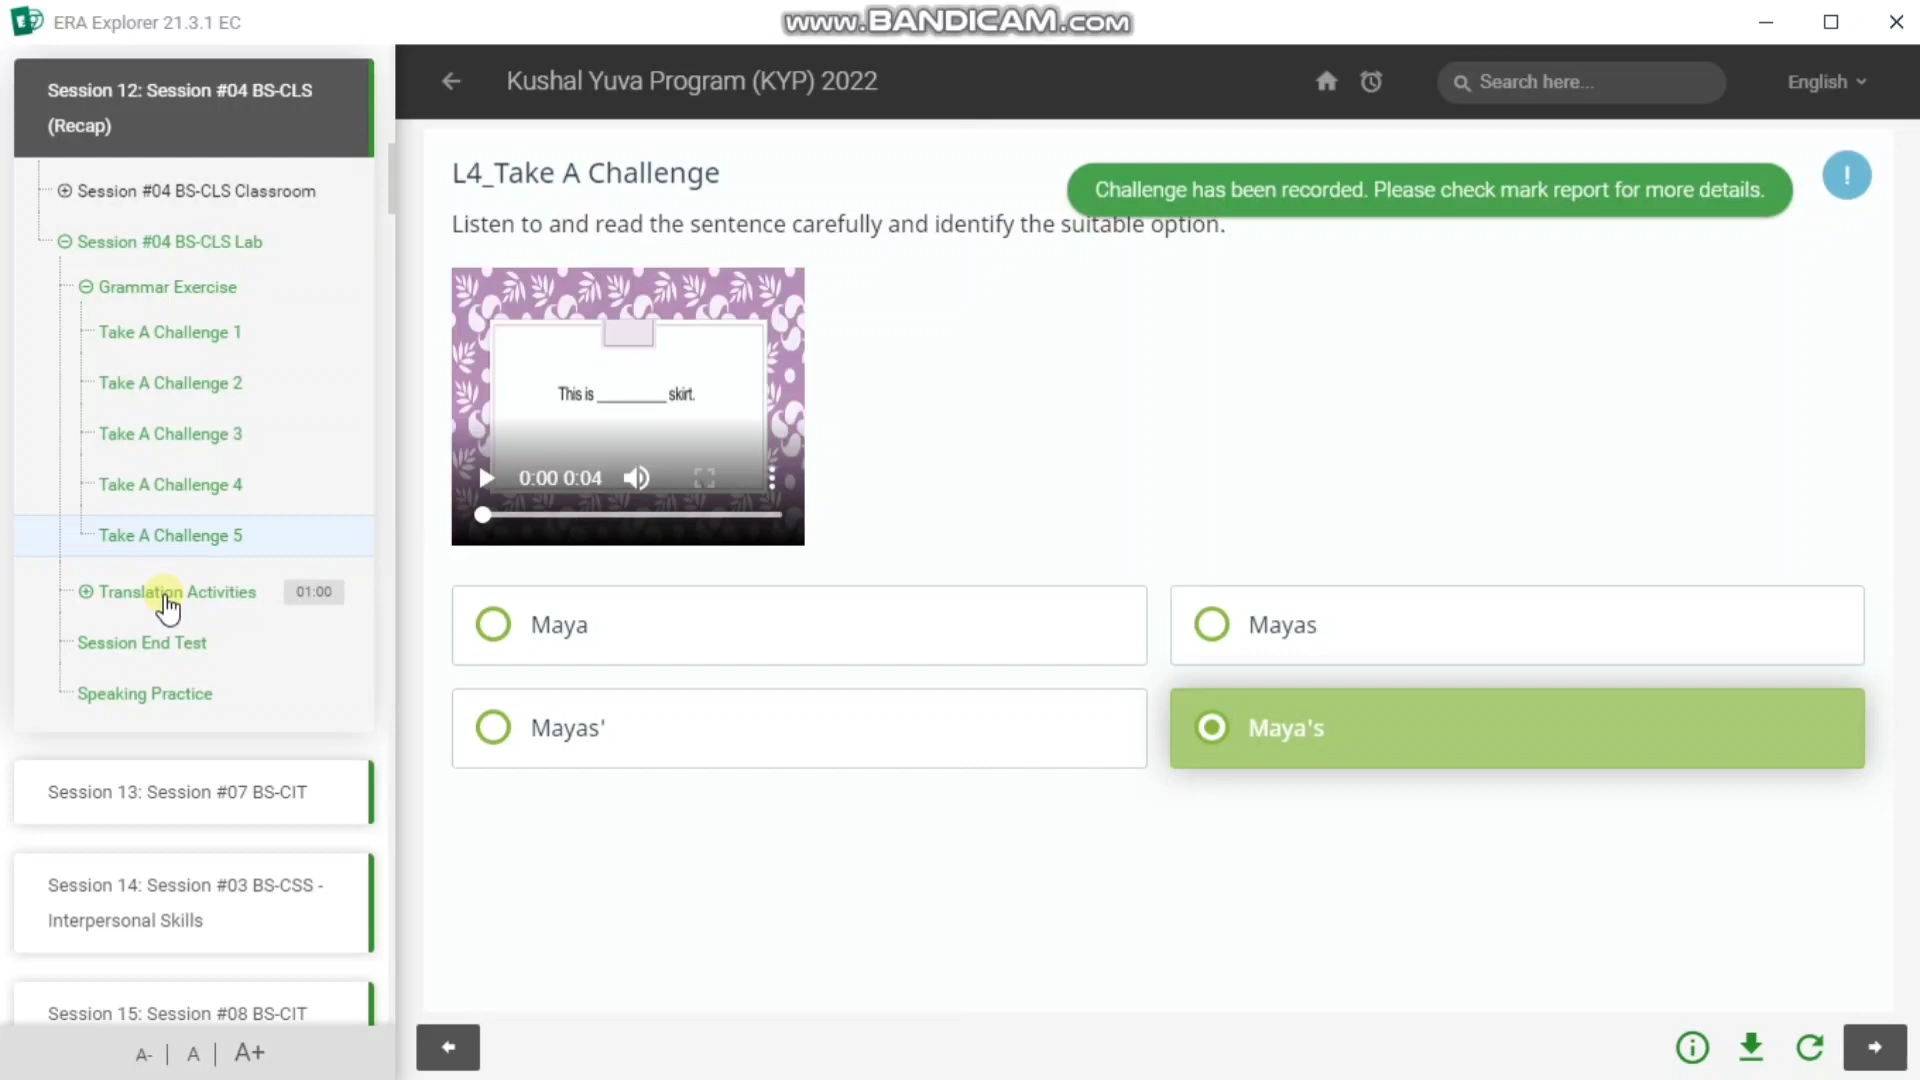 ERA Explorer 21.3.1 EC
www.BANDICAM.com
Session 12: Session #04 BS-CLS
(Recap)
Session #04 BS-CLS Classroom
Session #04 BS-CLS Lab
Grammar Exercise
Take A Challenge 1
Take A Challenge 2
Take A Challenge 3
Take A Challenge 4
Take A Challenge 5
Translation Activities 01:00
Session End Test
Speaking Practice
Session 13: Session #07 BS-CIT
Session 14: Session #03 BS-CSS -
Interpersonal Skills
Session 15: Session #08 BS-CIT
A- | A | A+
Kushal Yuva Program (KYP) 2022
Search here...
English
L4_Take A Challenge
Challenge has been recorded. Please check mark report for more details.
!
Listen to and read the sentence carefully and identify the suitable option.
This is _________ skirt.
0:00 0:04
Maya
Mayas
Mayas'
Maya's